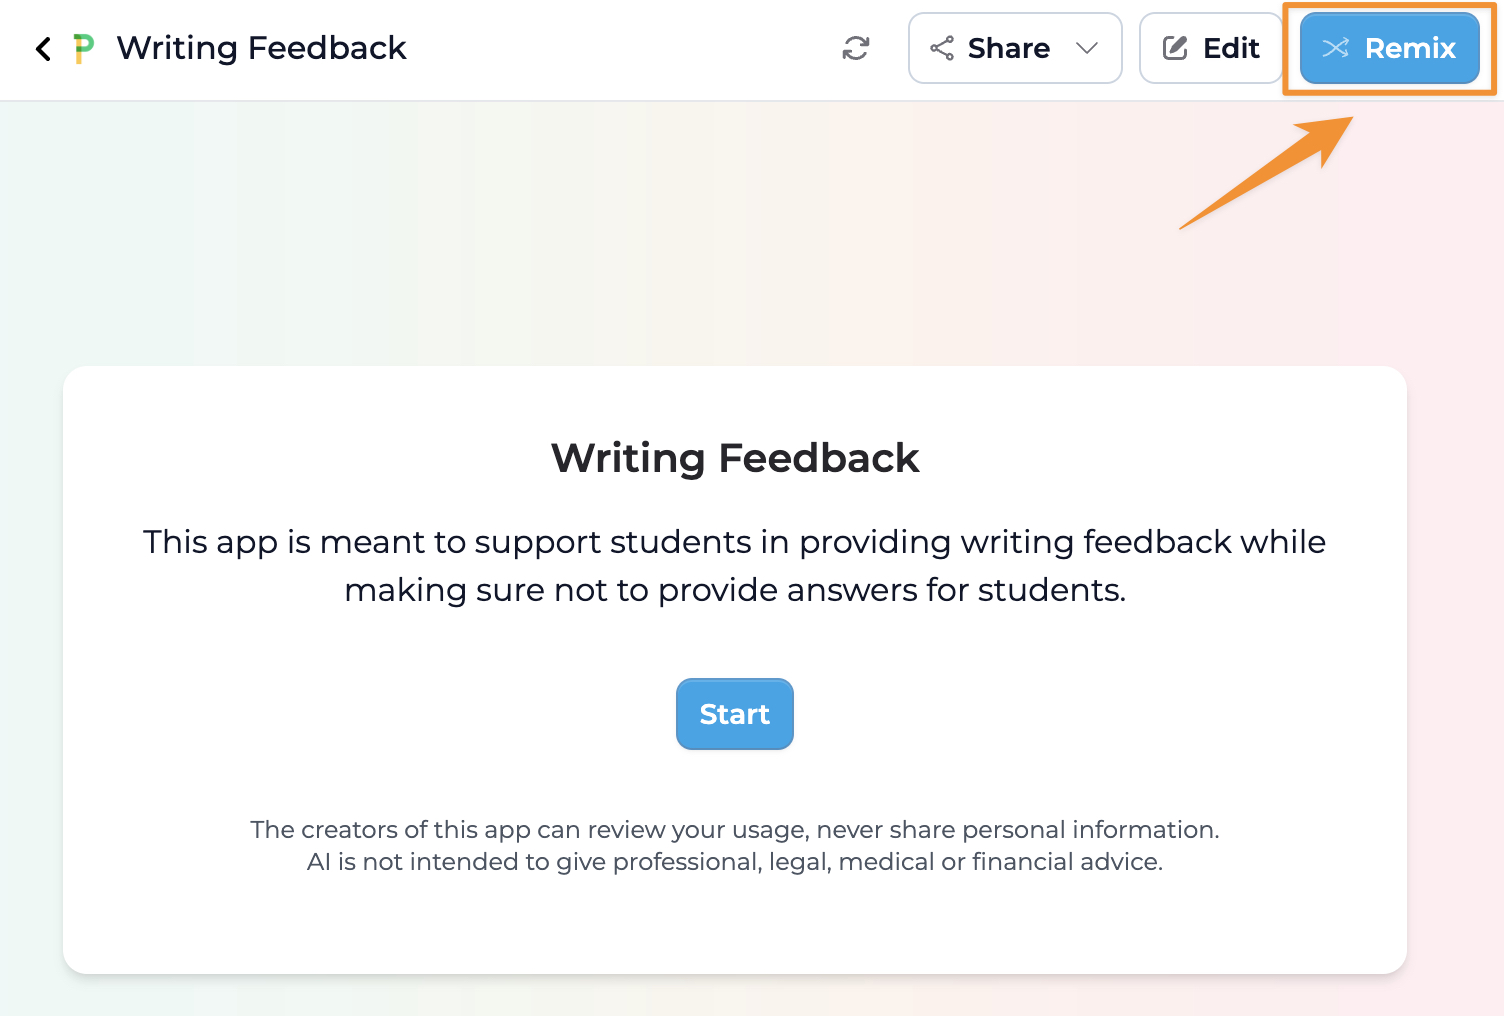 Writing Feedback
Share
Edit
Remix
Writing Feedback
This app is meant to support students in providing writing feedback while
making sure not to provide answers for students.
Start
The creators of this app can review your usage, never share personal information.
AI is not intended to give professional, legal, medical or financial advice.